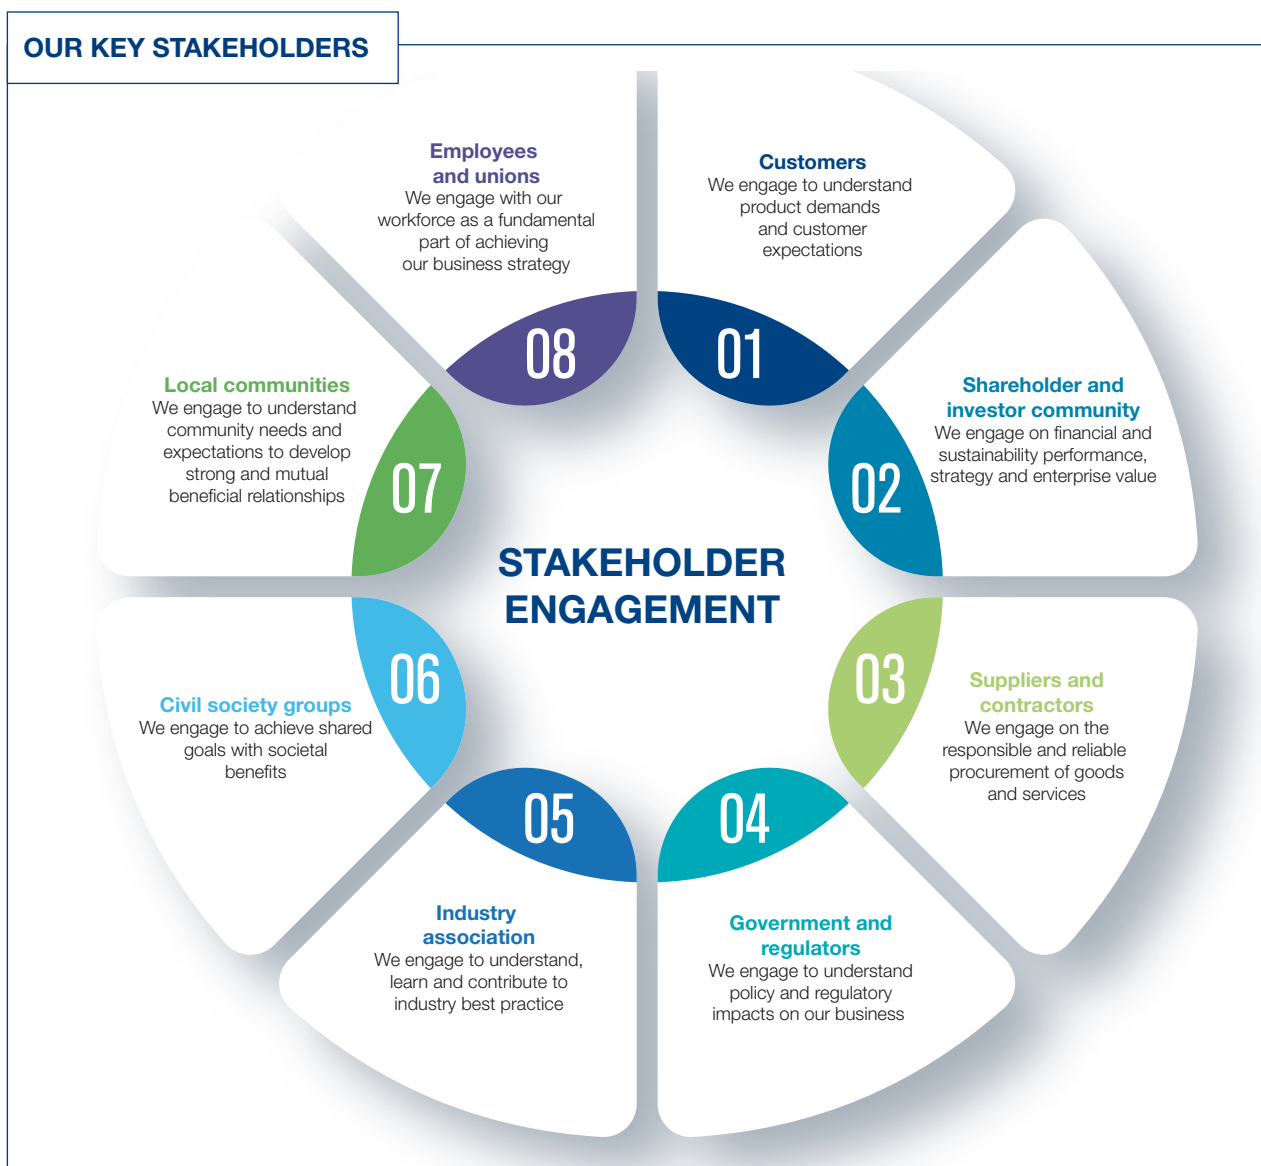 OUR KEY STAKEHOLDERS
Customers
We engage to understand
product demands
and customer
expectations
01
Shareholder and
investor community
We engage on financial and
sustainability performance,
strategy and enterprise value
02
Suppliers and
contractors
We engage on the
responsible and reliable
procurement of goods
and services
03
Government and
regulators
We engage to understand
policy and regulatory
impacts on our business
04
Industry
association
We engage to understand,
learn and contribute to
industry best practice
05
Civil society groups
We engage to achieve shared
goals with societal
benefits
06
Local communities
We engage to understand
community needs and
expectations to develop
strong and mutual
beneficial relationships
07
Employees
and unions
We engage with our
workforce as a fundamental
part of achieving
our business strategy
08
STAKEHOLDER
ENGAGEMENT